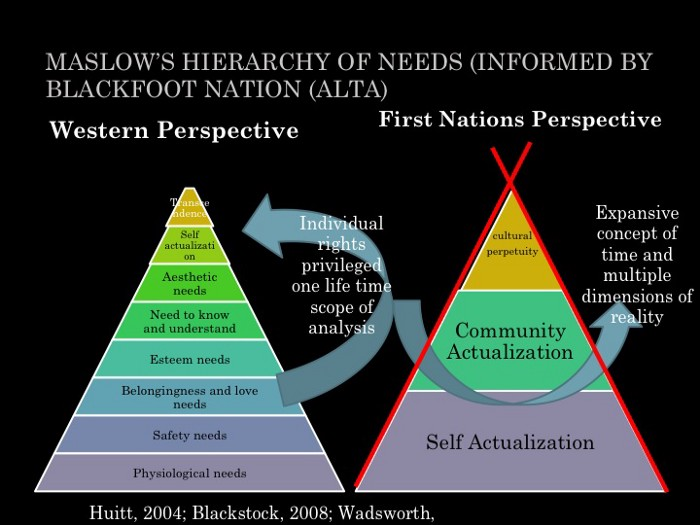 MASLOW'S HIERARCHY OF NEEDS (INFORMED BY
BLACKFOOT NATION (ALTA)
Western Perspective
First Nations Perspective
Transce
ndence
Self
actualizati
on
Aesthetic
needs
Need to know
and understand
Esteem needs
Belongingness and love
needs
Safety needs
Physiological needs
Individual
rights
privileged
one life time
scope of
analysis
cultural
perpetuity
Community
Actualization
Self Actualization
Expansive
concept of
time and
multiple
dimensions of
reality
Huitt, 2004; Blackstock, 2008; Wadsworth,